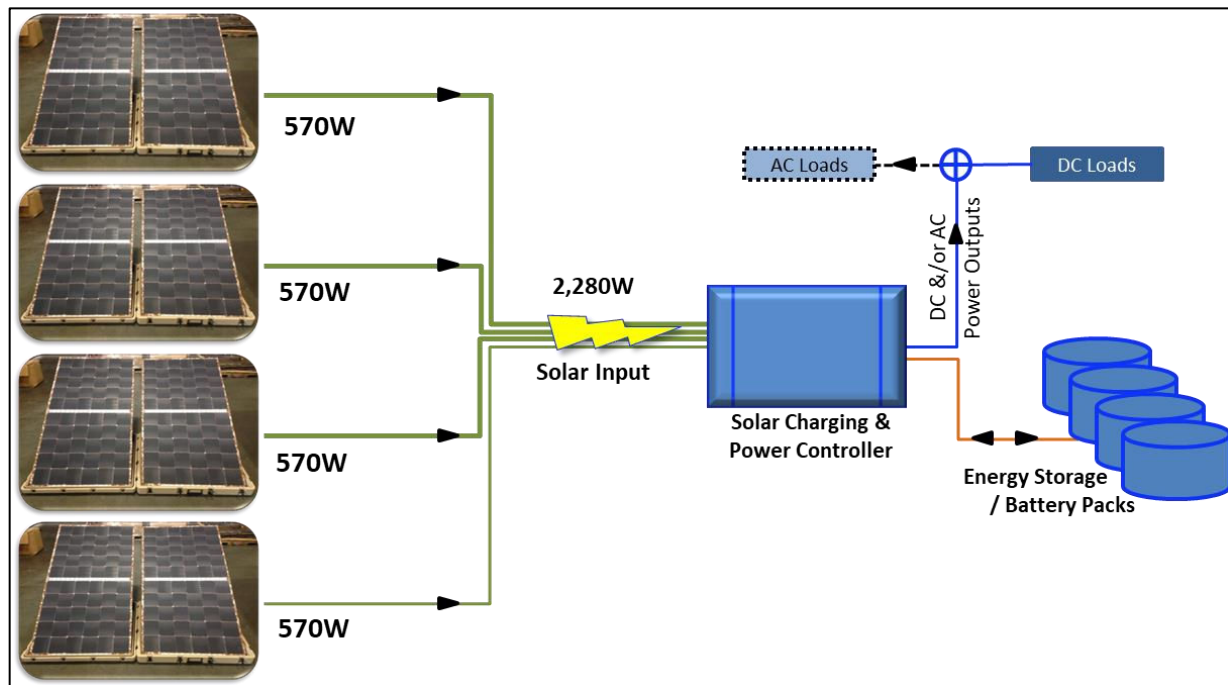 570W
570W
570W
570W
2,280W
Solar Input
Solar Charging &
Power Controller
AC Loads
DC Loads
DC &/or AC
Power Outputs
Energy Storage
/ Battery Packs